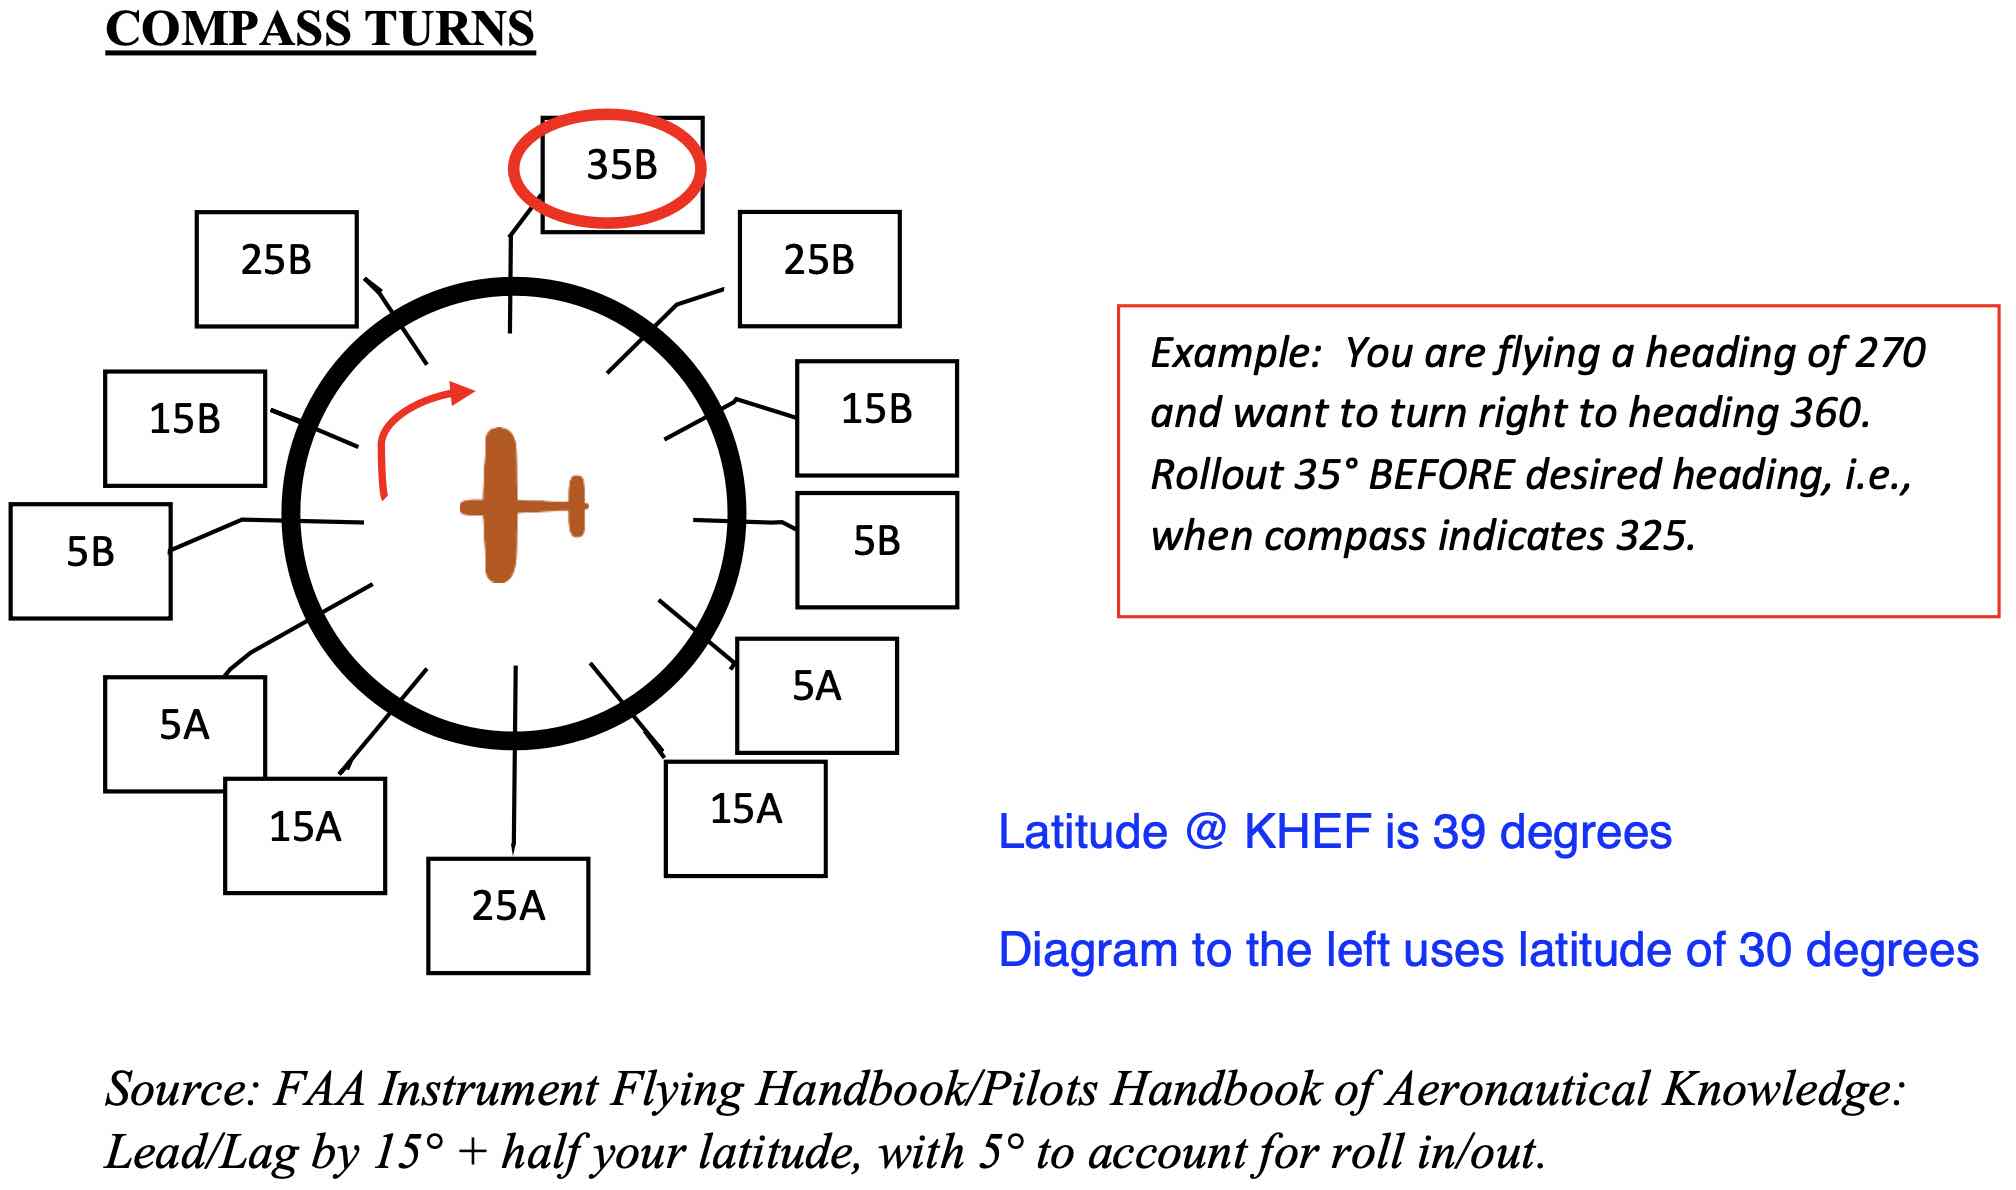 COMPASS TURNS
35B
25B
25B
15B
15B
5B
5B
5A
5A
15A
15A
25A
Example: You are flying a heading of 270
and want to turn right to heading 360.
Rollout 35° BEFORE desired heading, i.e.,
when compass indicates 325.
Latitude @ KHEF is 39 degrees
Diagram to the left uses latitude of 30 degrees
Source: FAA Instrument Flying Handbook/Pilots Handbook of Aeronautical Knowledge:
Lead/Lag by 15° + half your latitude, with 5° to account for roll in/out.